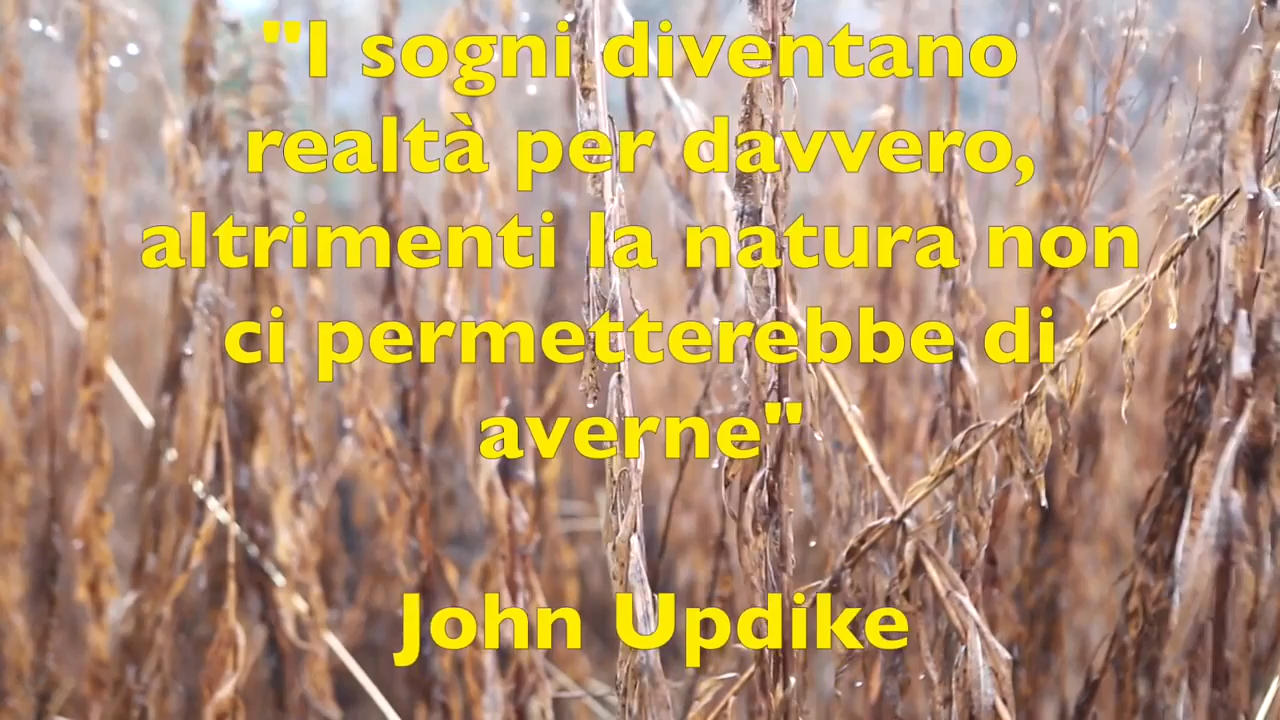 "I sogni diventano
realtà per davvero,
altrimenti la natura non
ci permetterebbe di
averne"
John Updike